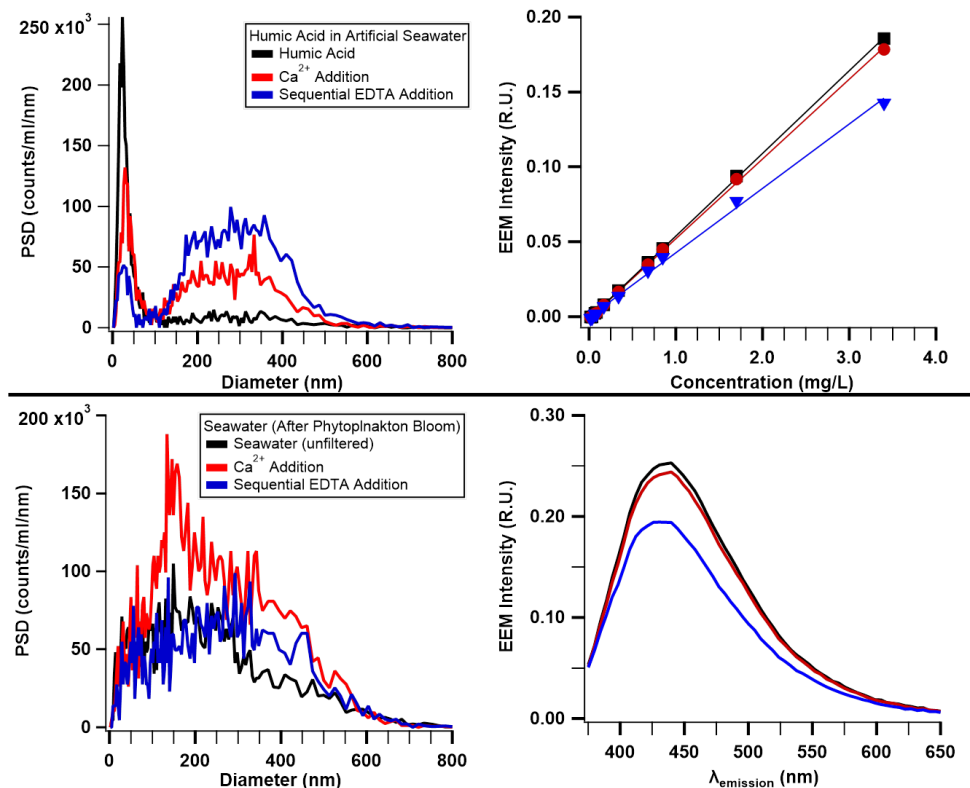 250 x10³
200
150
100
50
0
PSD (counts/ml/nm)
0
200
400
600
800
Diameter (nm)
Humic Acid in Artificial Seawater
Humic Acid
Ca²⁺ Addition
Sequential EDTA Addition
0.20
0.15
0.10
0.05
0.00
EEM Intensity (R.U.)
0.0
1.0
2.0
3.0
4.0
Concentration (mg/L)
200 x10³
150
100
50
0
PSD (counts/ml/nm)
0
200
400
600
800
Diameter (nm)
Seawater (After Phytoplnakton Bloom)
Seawater (unfiltered)
Ca²⁺ Addition
Sequential EDTA Addition
0.30
0.20
0.10
0.00
EEM Intensity (R.U.)
400
450
500
550
600
650
λemission (nm)